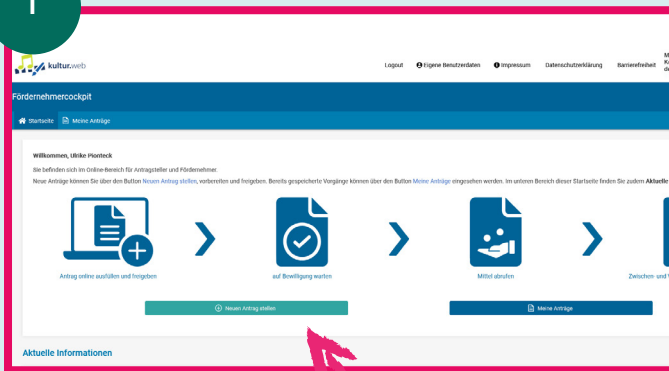 1
kultur.web
Logout Eigene Benutzerdaten Impressum Datenschutzerklärung Barrierefreiheit
Fördernehmercockpit
Startseite Meine Anträge
Willkommen, Ulrike Pionteck
Sie befinden sich im Online-Bereich für Antragsteller und Fördernehmer.
Neue Anträge können Sie über den Button Neuen Antrag stellen, vorbereiten und freigeben. Bereits gespeicherte Vorgänge können über den Button Meine Anträge eingesehen werden. Im unteren Bereich dieser Startseite finden Sie zudem Aktuelle
Antrag online ausfüllen und freigeben auf Bewilligung warten Mittel abrufen Zwischen- und
Neuen Antrag stellen Meine Anträge
Aktuelle Informationen